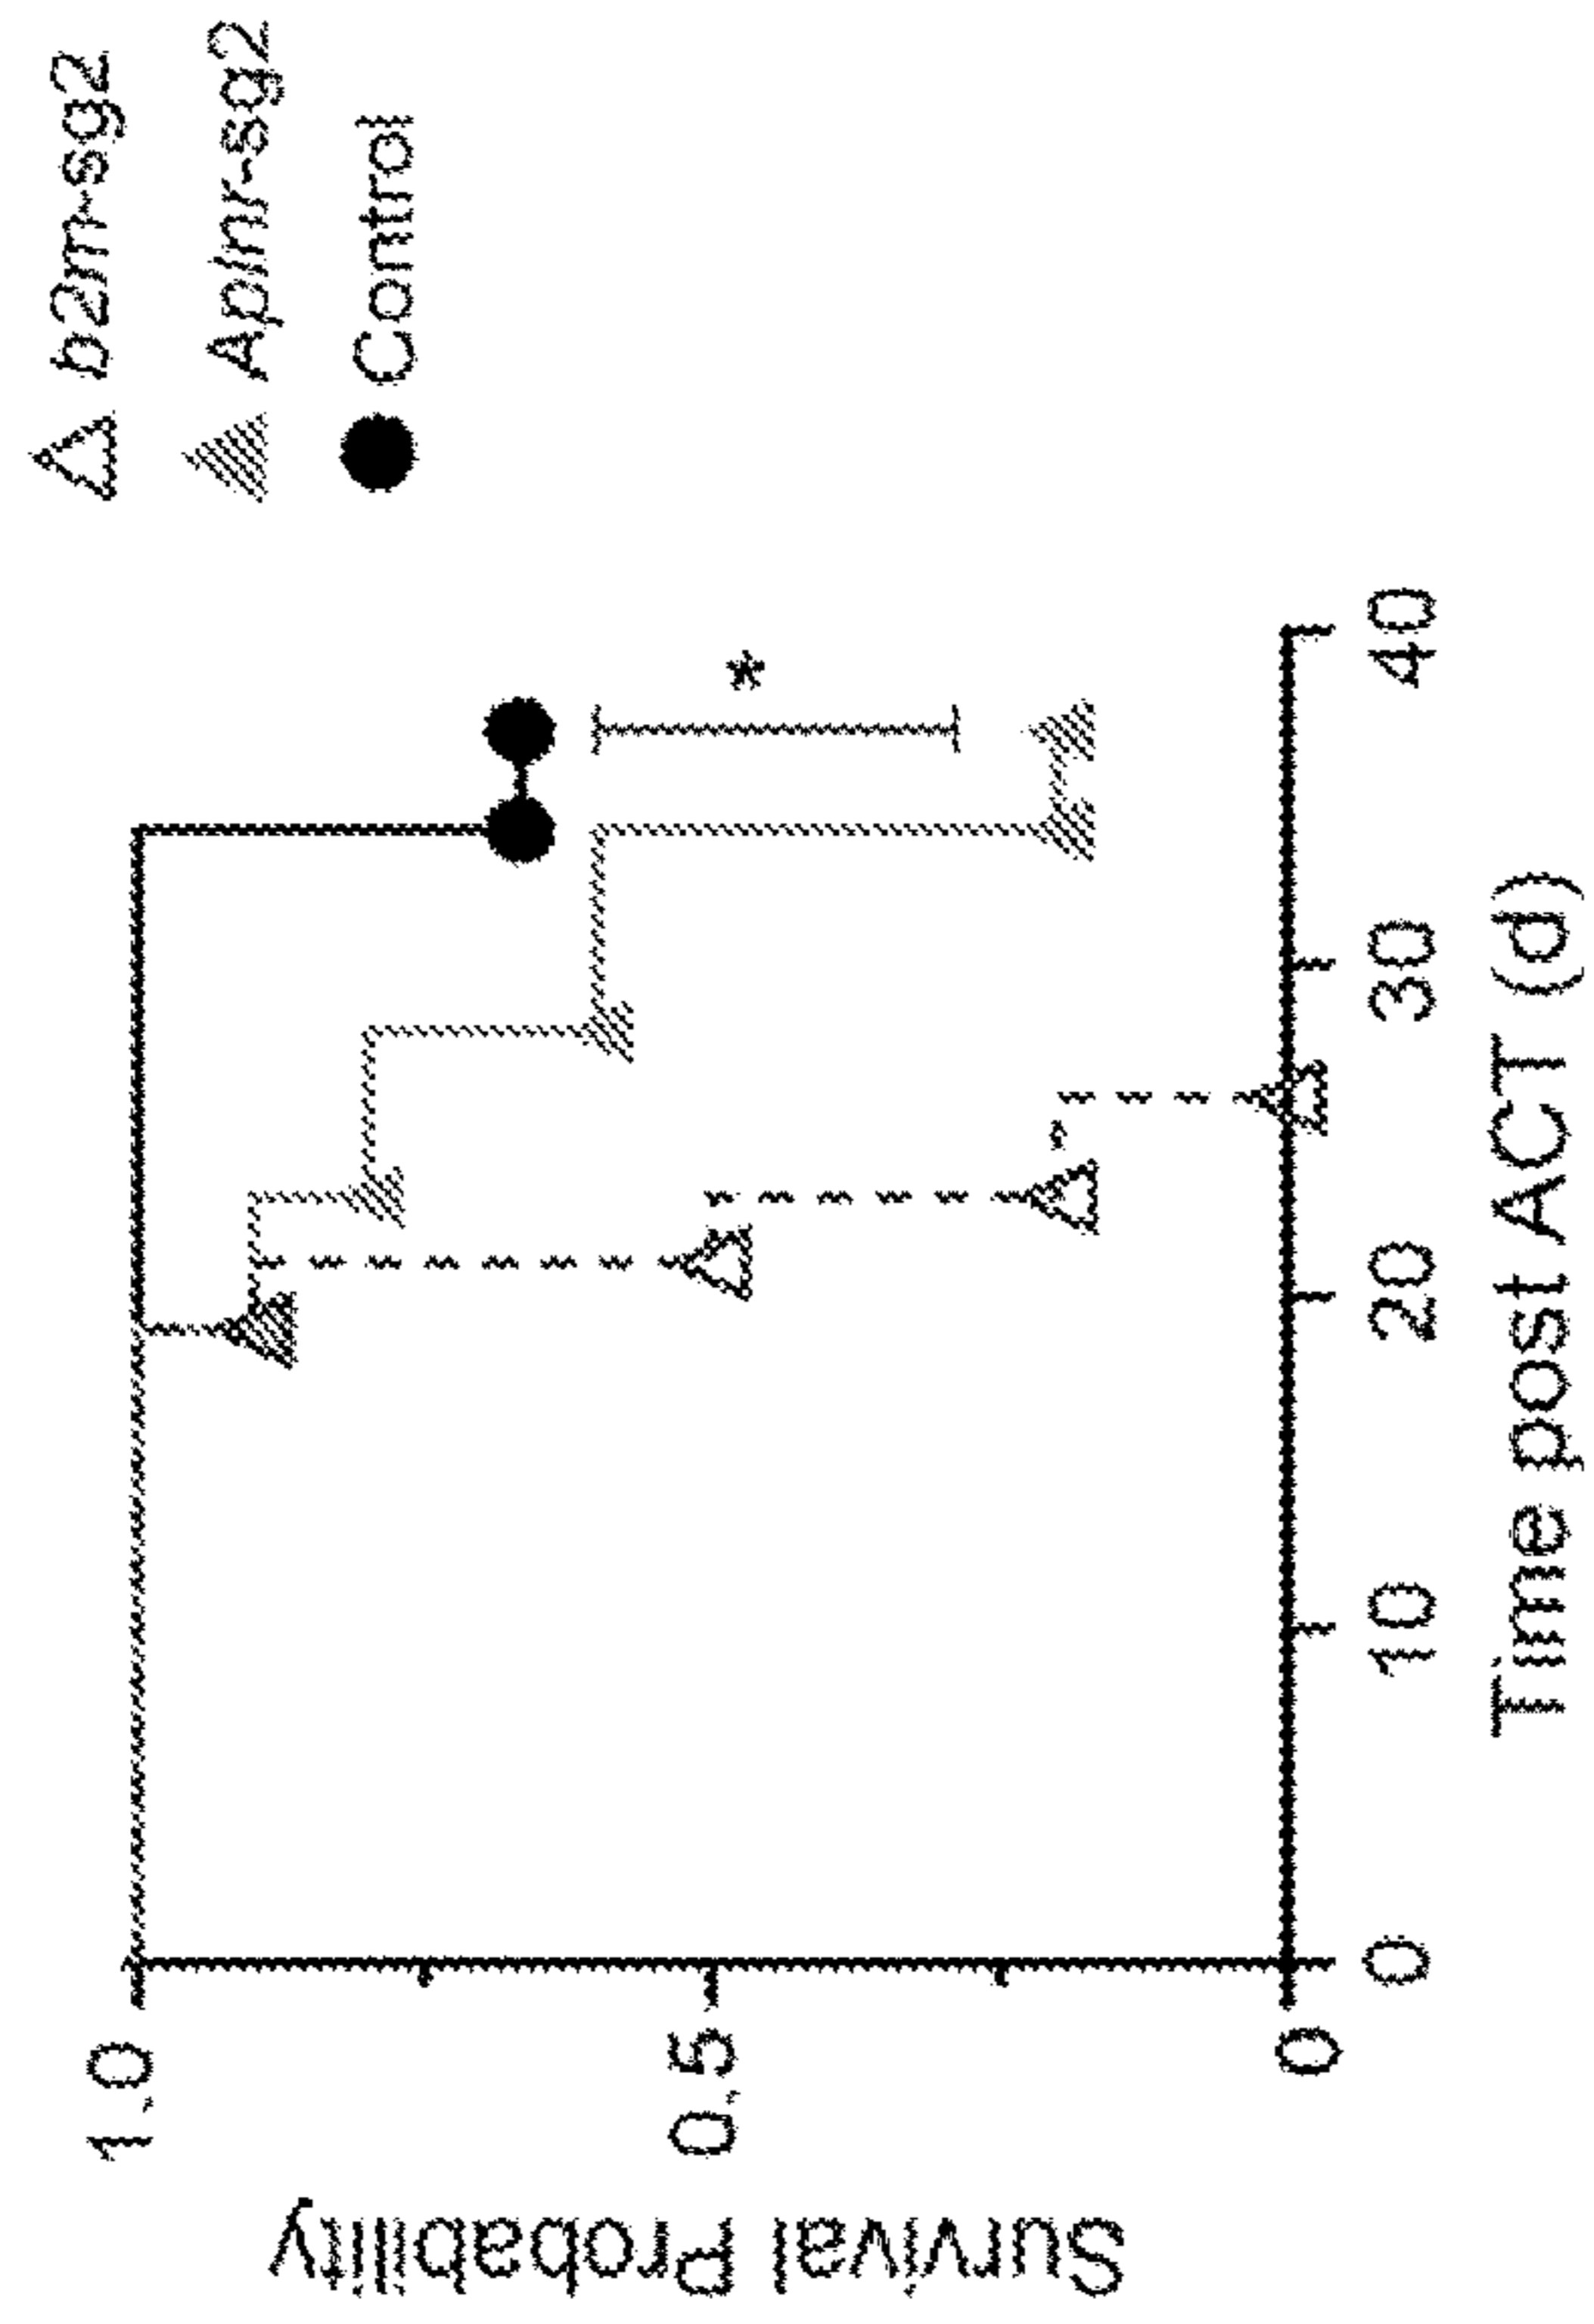 b2m-sg2
Aplnr-sg2
Control
Survival Probability
1.0
0.5
0
*
0
10
20
30
40
Time post ACT (d)